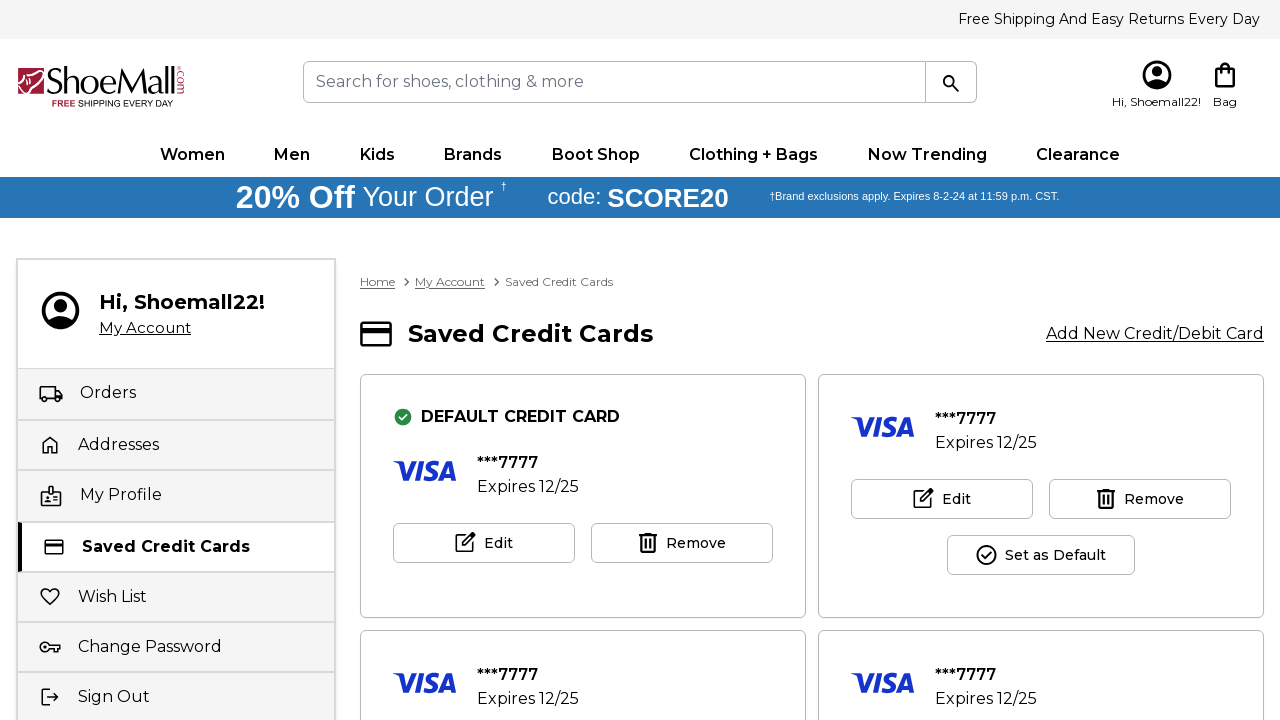 Free Shipping And Easy Returns Every Day
ShoeMall.com
FREE SHIPPING EVERY DAY
Search for shoes, clothing & more
Hi, Shoemall22!
Bag
Women Men Kids Brands Boot Shop Clothing + Bags Now Trending Clearance
20% Off Your Order † code: SCORE20 †Brand exclusions apply. Expires 8-2-24 at 11:59 p.m. CST.
Hi, Shoemall22!
My Account
Orders
Addresses
My Profile
Saved Credit Cards
Wish List
Change Password
Sign Out
Home > My Account > Saved Credit Cards
Saved Credit Cards
Add New Credit/Debit Card
DEFAULT CREDIT CARD
VISA ***7777
Expires 12/25
Edit Remove
VISA ***7777
Expires 12/25
Edit Remove
Set as Default
VISA ***7777
Expires 12/25
VISA ***7777
Expires 12/25